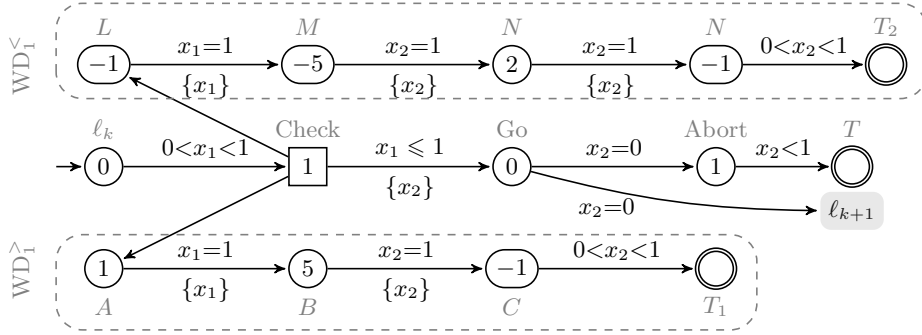 L M N N T₂
WD₁^<
x₁=1 x₂=1 x₂=1 0<x₂<1
−1 −5 2 −1
{x₁} {x₂} {x₂}
ℓₖ Check Go Abort T
0<x₁<1 x₁⩽1 x₂=0 x₂<1
0 1 0 1
{x₂}
x₂=0 ℓₖ₊₁
WD₁^>
x₁=1 x₂=1 0<x₂<1
1 5 −1
{x₁} {x₂}
A B C T₁